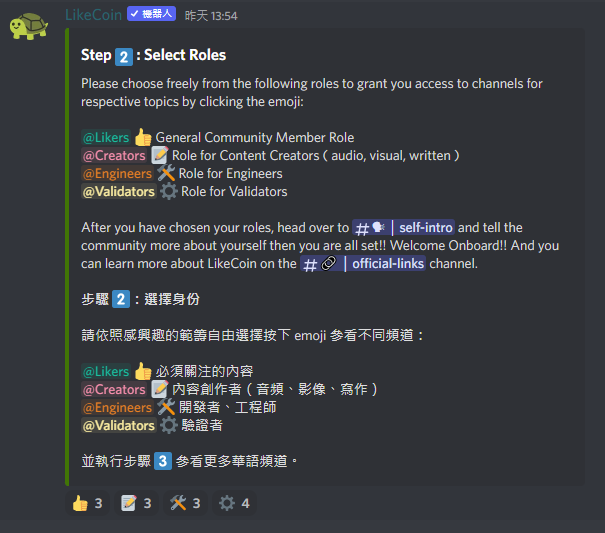 LikeCoin ✓ 機器人 昨天 13:54
Step 2️⃣ : Select Roles
Please choose freely from the following roles to grant you access to channels for
respective topics by clicking the emoji:
@Likers 👍 General Community Member Role
@Creators 📝 Role for Content Creators ( audio, visual, written )
@Engineers 🛠️ Role for Engineers
@Validators ⚙️ Role for Validators
After you have chosen your roles, head over to #🗣️ | self-intro and tell the
community more about yourself then you are all set!! Welcome Onboard!! And you
can learn more about LikeCoin on the #🔗 | official-links channel.
步驟 2️⃣：選擇身份
請依照感興趣的範籌自由選擇按下 emoji 參看不同頻道：
@Likers 👍 必須關注的內容
@Creators 📝 內容創作者 ( 音頻、影像、寫作 )
@Engineers 🛠️ 開發者、工程師
@Validators ⚙️ 驗證者
並執行步驟 3️⃣ 參看更多華語頻道。
👍 3 📝 3 🛠️ 3 ⚙️ 4